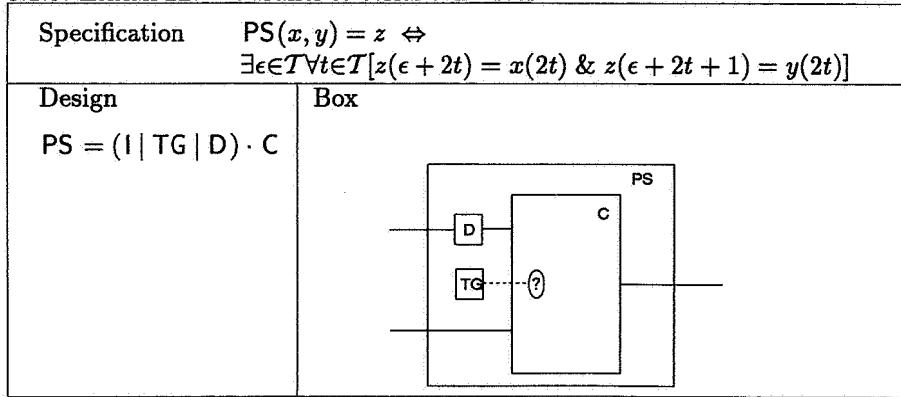 Specification PS(x, y) = z ⇔
∃ϵ∈𝒯∀t∈𝒯[z(ϵ + 2t) = x(2t) & z(ϵ + 2t + 1) = y(2t)]
Design
PS = (I | TG | D) · C
Box
PS
C
D
TG
?